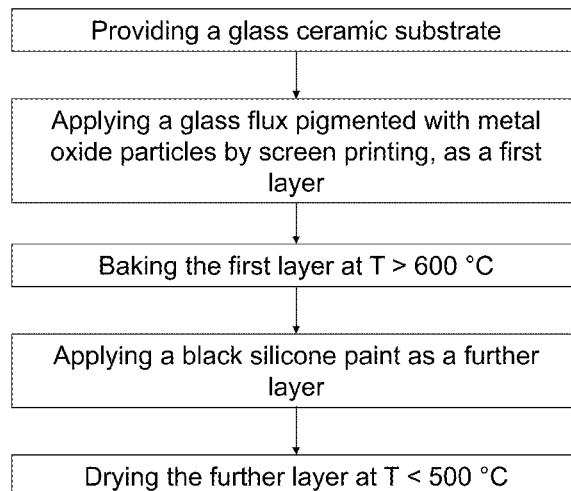 Providing a glass ceramic substrate
Applying a glass flux pigmented with metal
oxide particles by screen printing, as a first
layer
Baking the first layer at T > 600 °C
Applying a black silicone paint as a further
layer
Drying the further layer at T < 500 °C